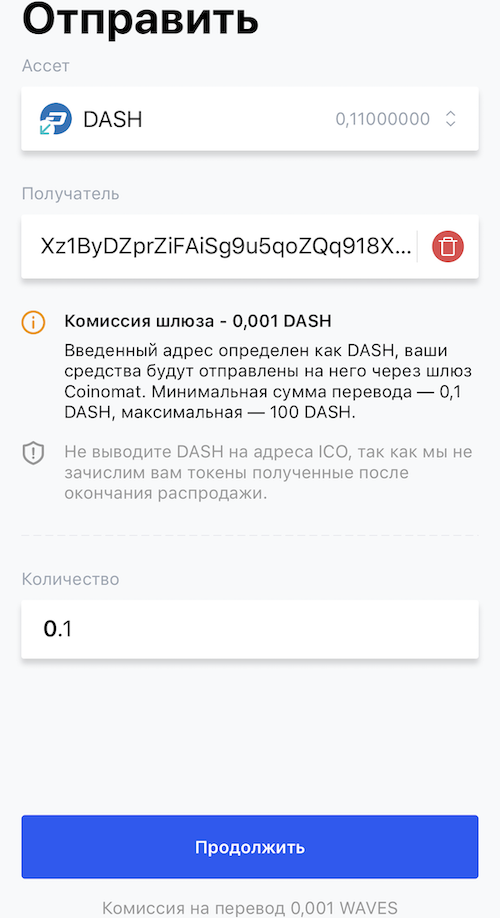 Отправить
Ассет
DASH 0,11000000
Получатель
Xz1ByDZprZiFAiSg9u5qoZQq918X...
Комиссия шлюза - 0,001 DASH
Введенный адрес определен как DASH, ваши
средства будут отправлены на него через шлюз
Coinomat. Минимальная сумма перевода — 0,1
DASH, максимальная — 100 DASH.
Не выводите DASH на адреса ICO, так как мы не
зачислим вам токены полученные после
окончания распродажи.
Количество
0.1
Продолжить
Комиссия на перевод 0,001 WAVES